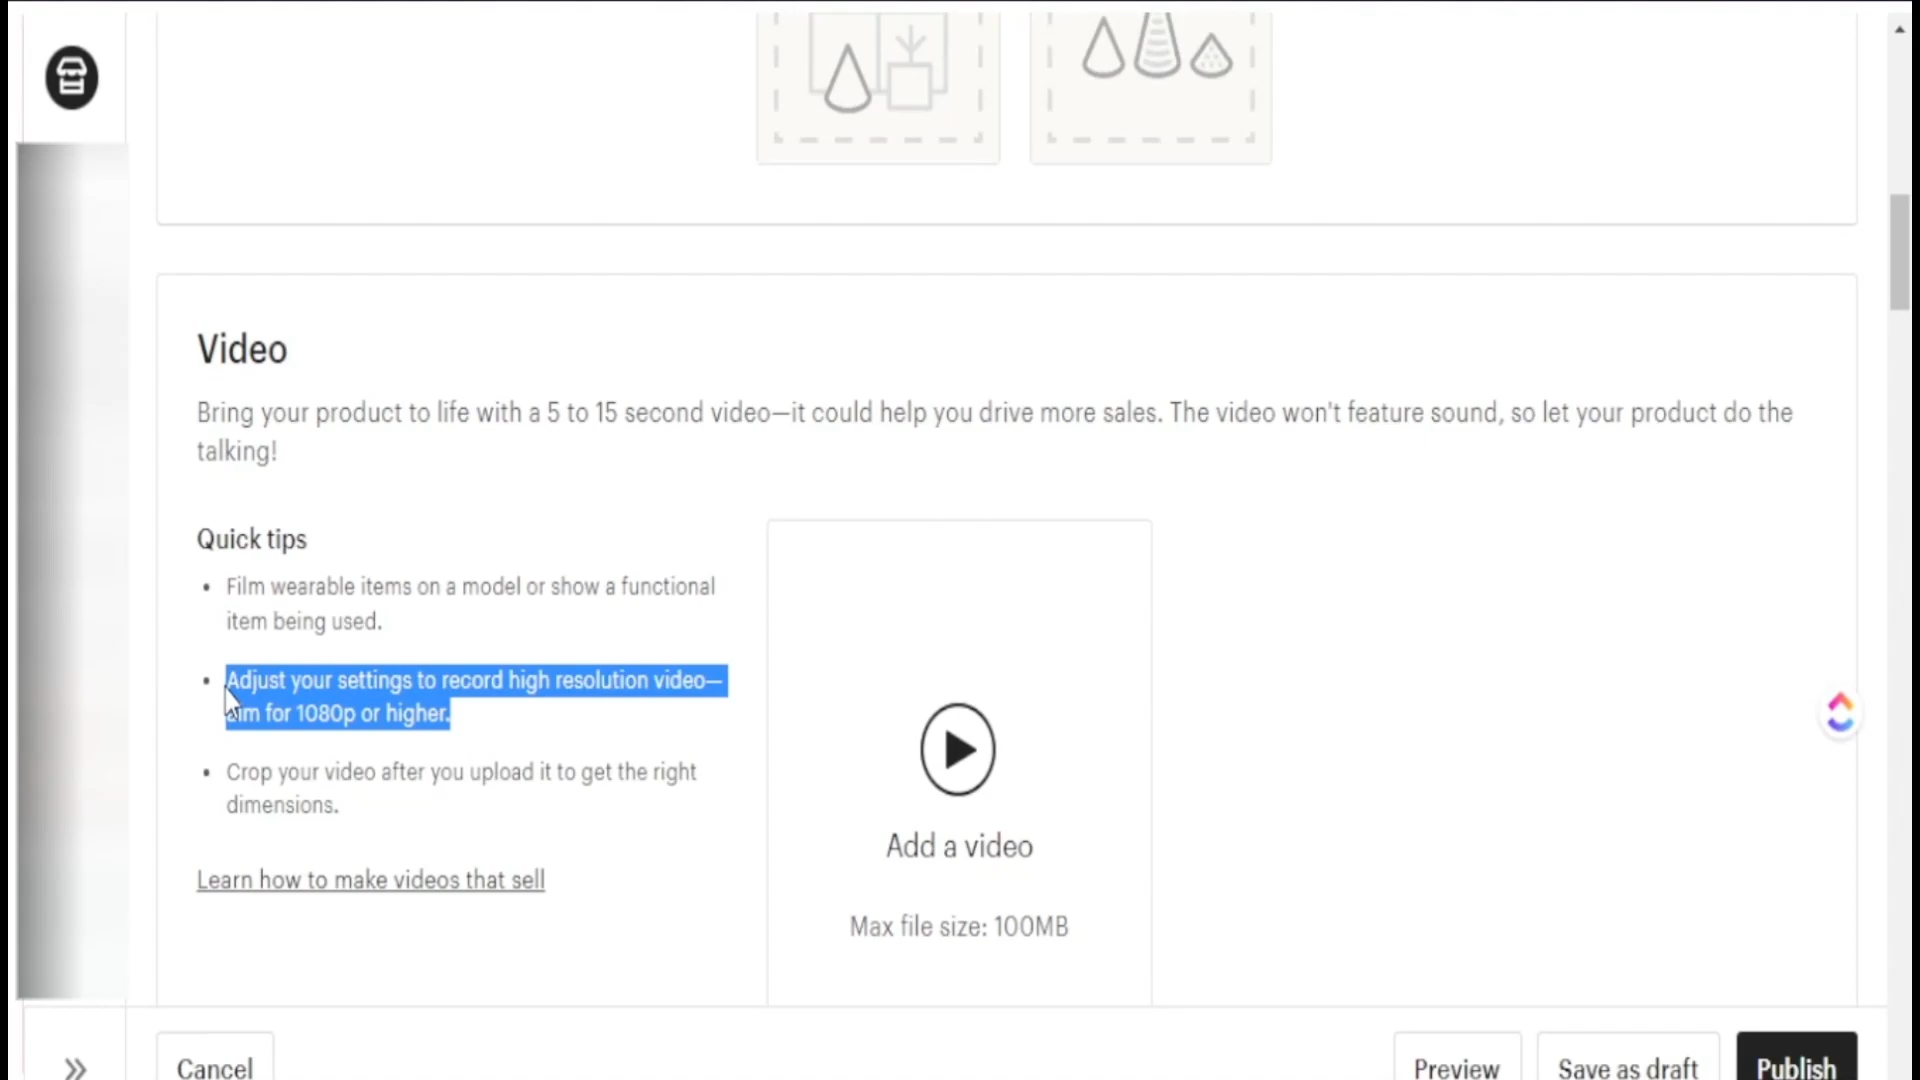 Video
Bring your product to life with a 5 to 15 second video—it could help you drive more sales. The video won't feature sound, so let your product do the
talking!
Quick tips
• Film wearable items on a model or show a functional
item being used.
• Adjust your settings to record high resolution video—
aim for 1080p or higher.
• Crop your video after you upload it to get the right
dimensions.
Learn how to make videos that sell
Add a video
Max file size: 100MB
Cancel
Preview
Save as draft
Publish